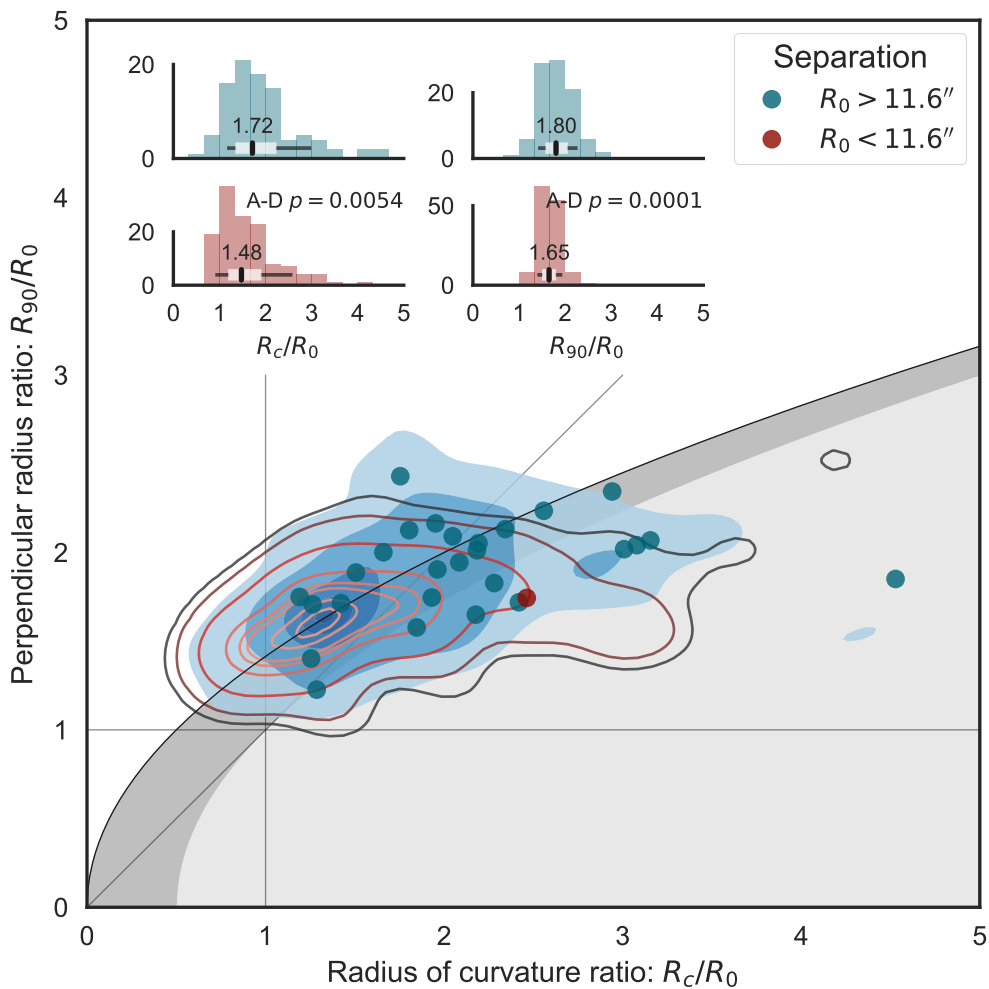 5
4
3
2
1
0
Perpendicular radius ratio: R₉₀/R₀
20
0
1.72
20
0
1.80
Separation
R₀ > 11.6″
R₀ < 11.6″
20
0
A-D p = 0.0054
1.48
50
0
A-D p = 0.0001
1.65
0 1 2 3 4 5
R_c/R₀
0 1 2 3 4 5
R₉₀/R₀
0 1 2 3 4 5
Radius of curvature ratio: R_c/R₀